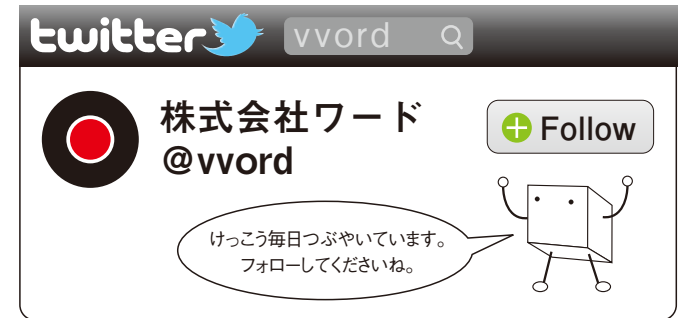 twitter vvord
株式会社ワード
@vvord
Follow
けっこう毎日つぶやいています。
フォローしてくださいね。